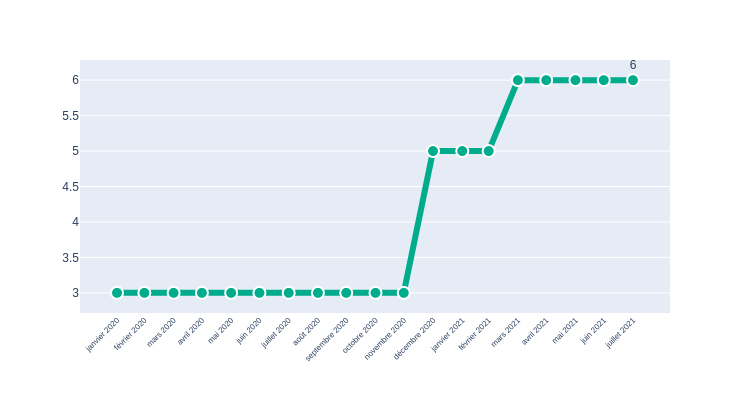 6
6
5.5
5
4.5
4
3.5
3
janvier 2020
février 2020
mars 2020
avril 2020
mai 2020
juin 2020
juillet 2020
août 2020
septembre 2020
octobre 2020
novembre 2020
décembre 2020
janvier 2021
février 2021
mars 2021
avril 2021
mai 2021
juin 2021
juillet 2021